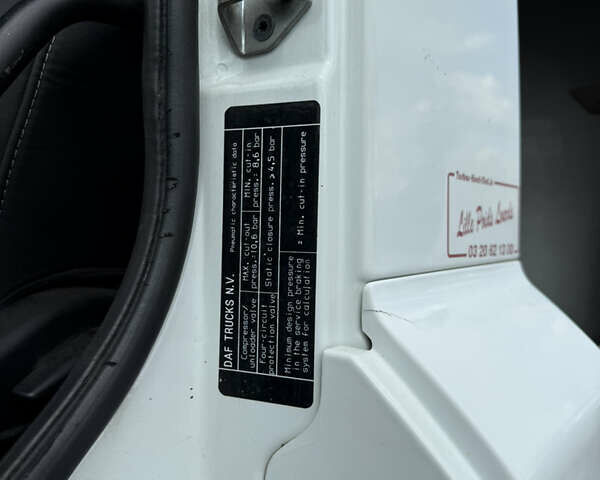 DAF TRUCKS N.V. Pneumatic characteristic data
Compressor/ MAX. cut-out MIN. cut-in
unloader valve press.: 10,6 bar press.: 8,6 bar
Four-circuit
protection valve Static closure press. ≥ 4,5 bar
Minimum design pressure
in the service braking
system for calculation = Min. cut-in pressure
Lille Poids Lourds
03 20 62 13 00